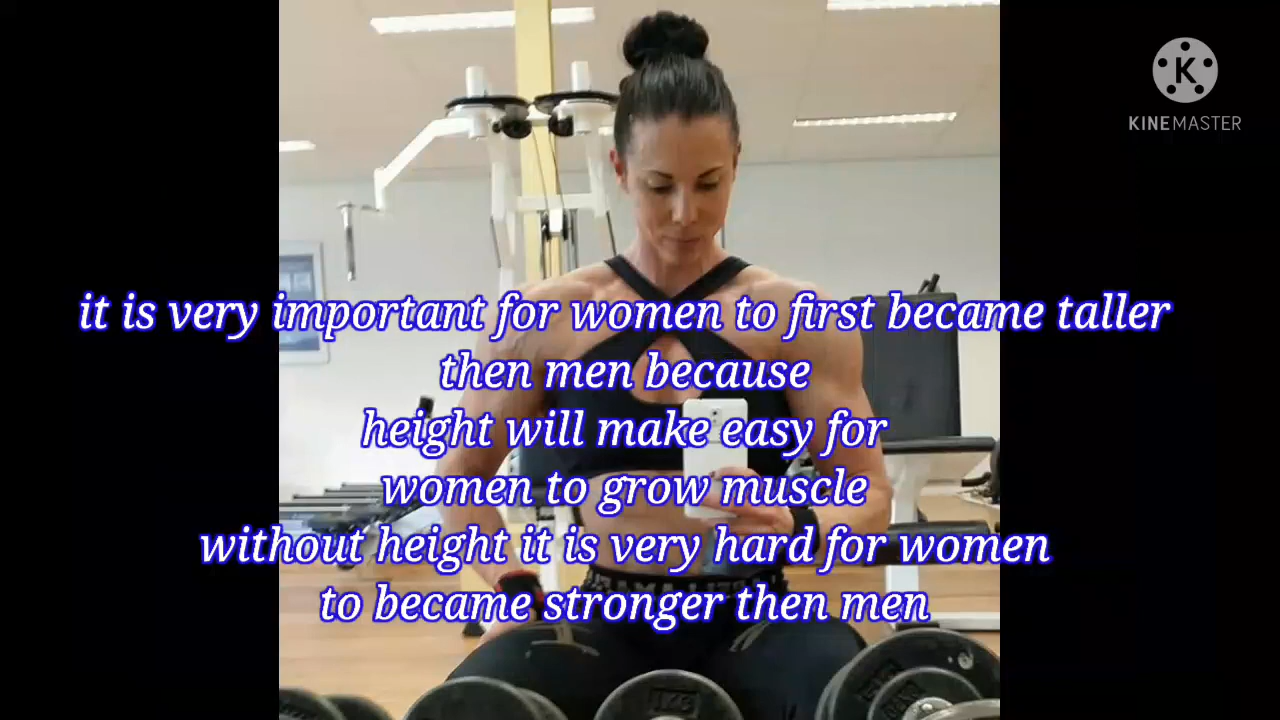 KINEMASTER
it is very important for women to first became taller
then men because
height will make easy for
women to grow muscle
without height it is very hard for women
to became stronger then men